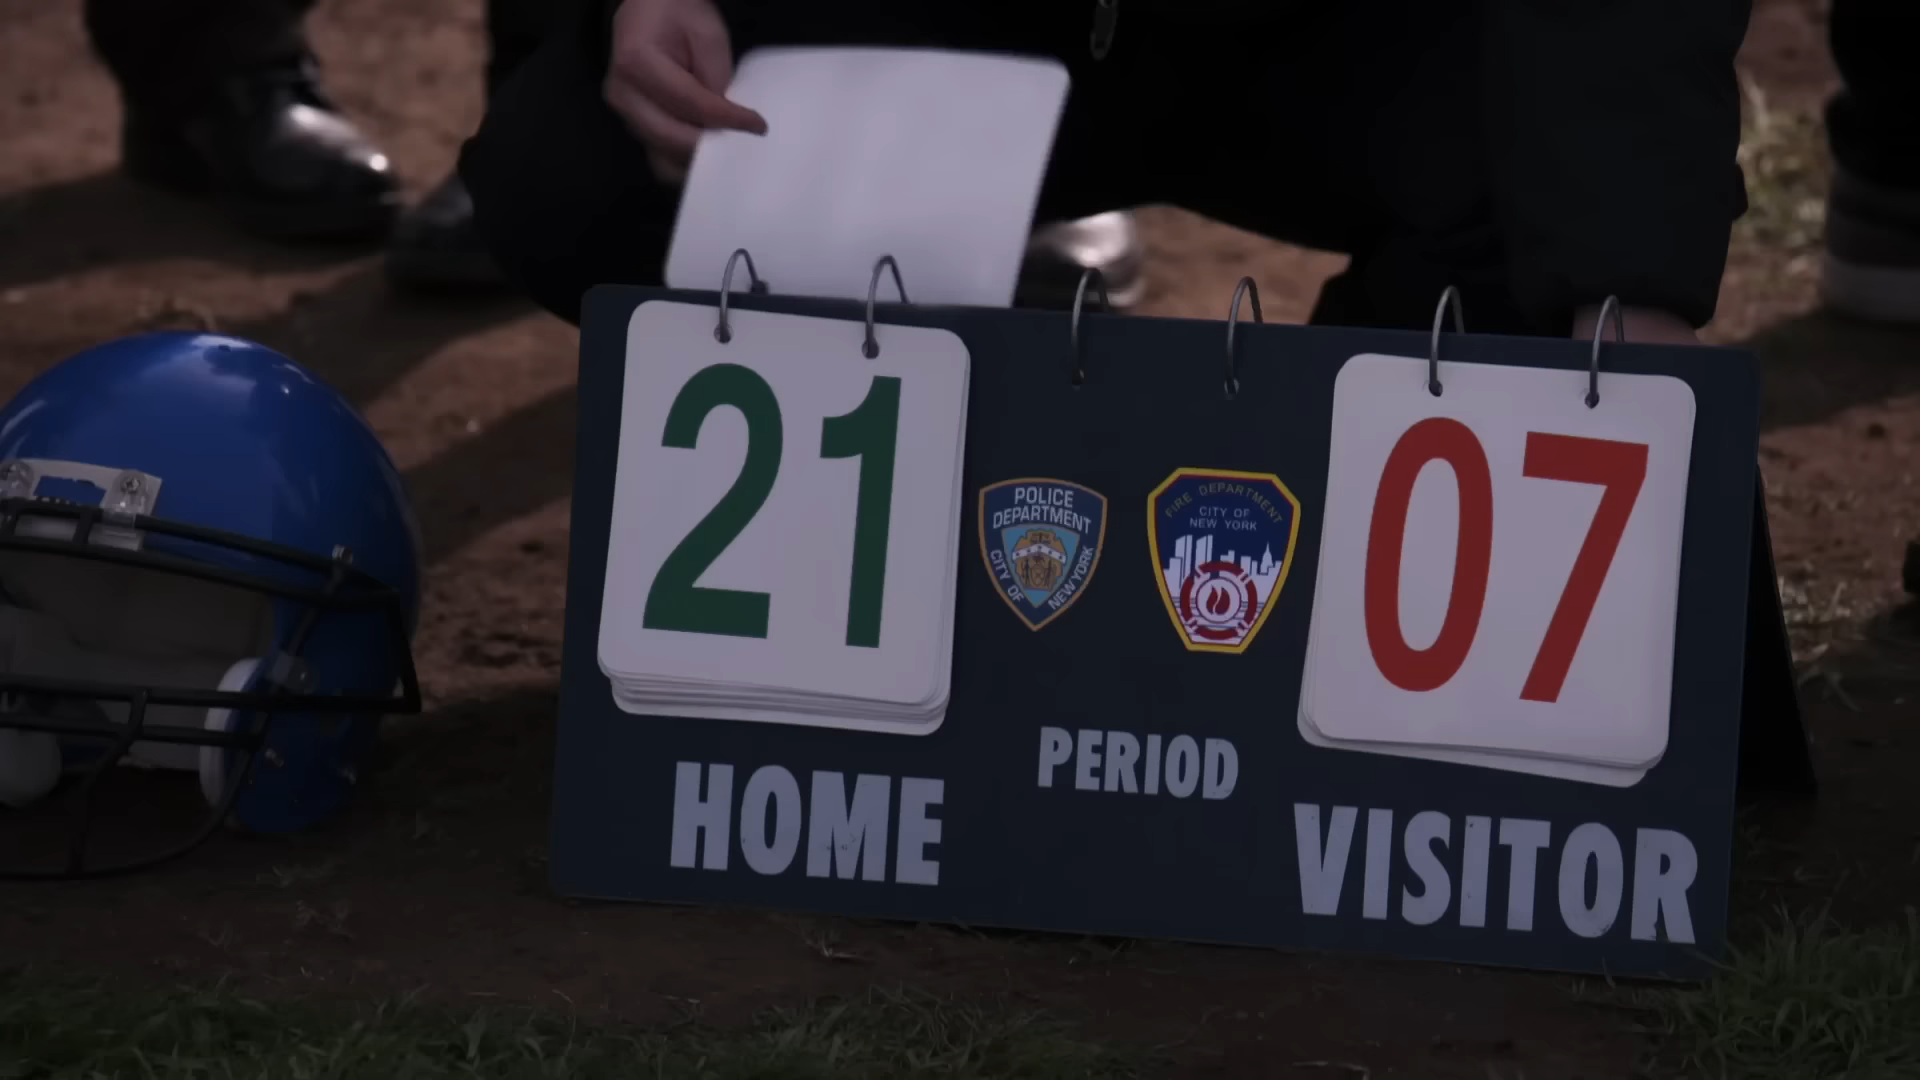 21
07
POLICE
DEPARTMENT
CITY OF
NEW YORK
FIRE DEPARTMENT
CITY OF
NEW YORK
PERIOD
HOME
VISITOR